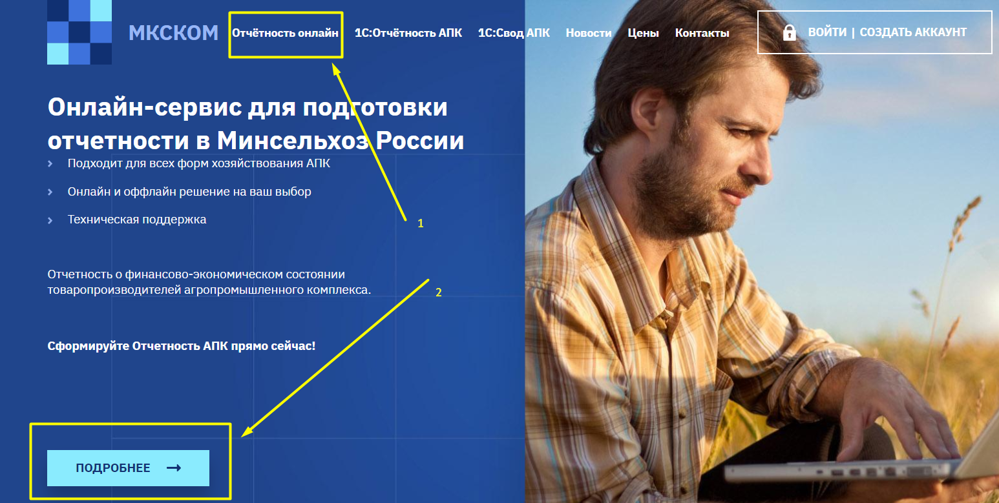 МКСКОМ
Отчётность онлайн
1С:Отчётность АПК
1С:Свод АПК
Новости
Цены
Контакты
ВОЙТИ | СОЗДАТЬ АККАУНТ
Онлайн-сервис для подготовки
отчетности в Минсельхоз России
Подходит для всех форм хозяйствования АПК
Онлайн и оффлайн решение на ваш выбор
Техническая поддержка
1
Отчетность о финансово-экономическом состоянии
товаропроизводителей агропромышленного комплекса.
2
Сформируйте Отчетность АПК прямо сейчас!
ПОДРОБНЕЕ